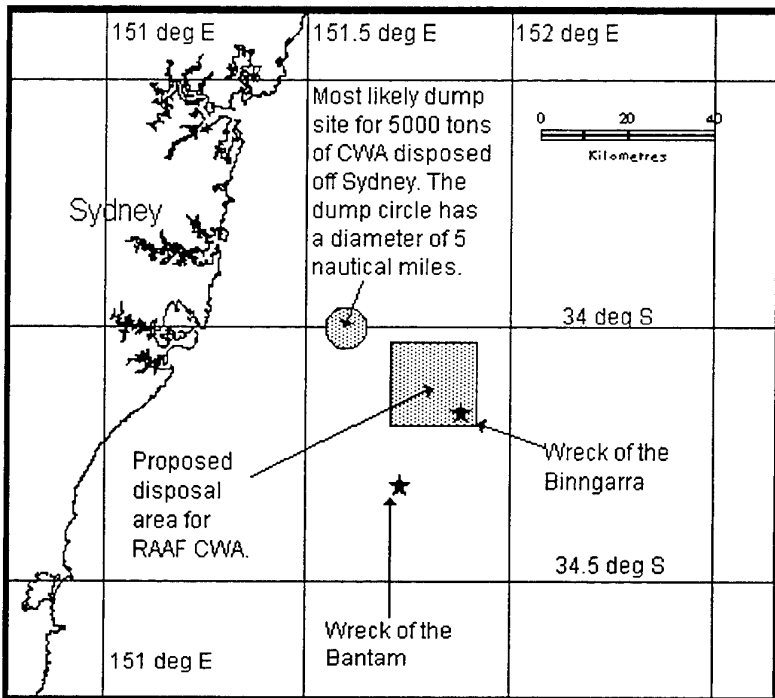 151 deg E
151.5 deg E
152 deg E
Most likely dump
site for 5000 tons
of CWA disposed
off Sydney. The
dump circle has
a diameter of 5
nautical miles.
0 20 40
Kilometres
Sydney
34 deg S
Proposed
disposal
area for
RAAF CWA.
Wreck of the
Binngarra
34.5 deg S
Wreck of the
Bantam
151 deg E